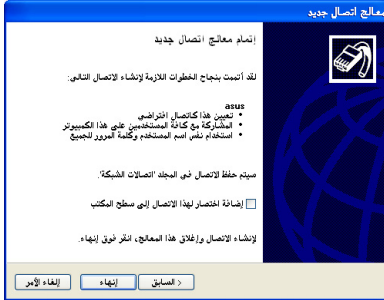 معالج اتصال جديد
إتمام معالج اتصال جديد
لقد أتممت بنجاح الخطوات اللازمة لإنشاء الاتصال التالي:
asus
• تعيين هذا كاتصال افتراضي
• المشاركة مع كافة المستخدمين على هذا الكمبيوتر
• استخدام نفس اسم المستخدم وكلمة المرور للجميع
سيتم حفظ الاتصال في المجلد 'اتصالات الشبكة'.
إضافة اختصار لهذا الاتصال إلى سطح المكتب
لإنشاء الاتصال وإغلاق هذا المعالج، انقر فوق إنهاء.
< السابق
إنهاء
إلغاء الأمر